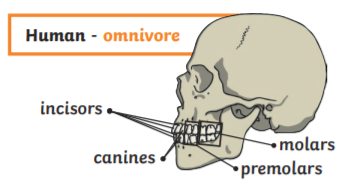 Human - omnivore
incisors
canines
molars
premolars